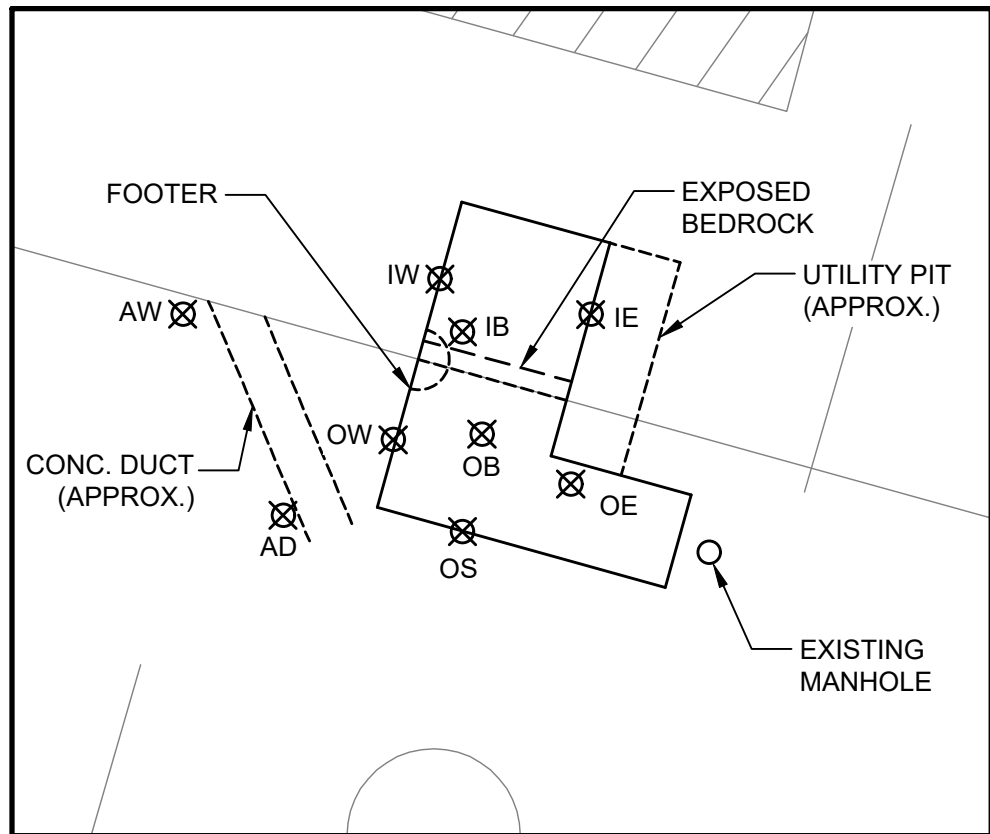 FOOTER
EXPOSED
BEDROCK
IW
UTILITY PIT
(APPROX.)
AW
IB
IE
OW
CONC. DUCT
(APPROX.)
OB
OE
AD
OS
EXISTING
MANHOLE